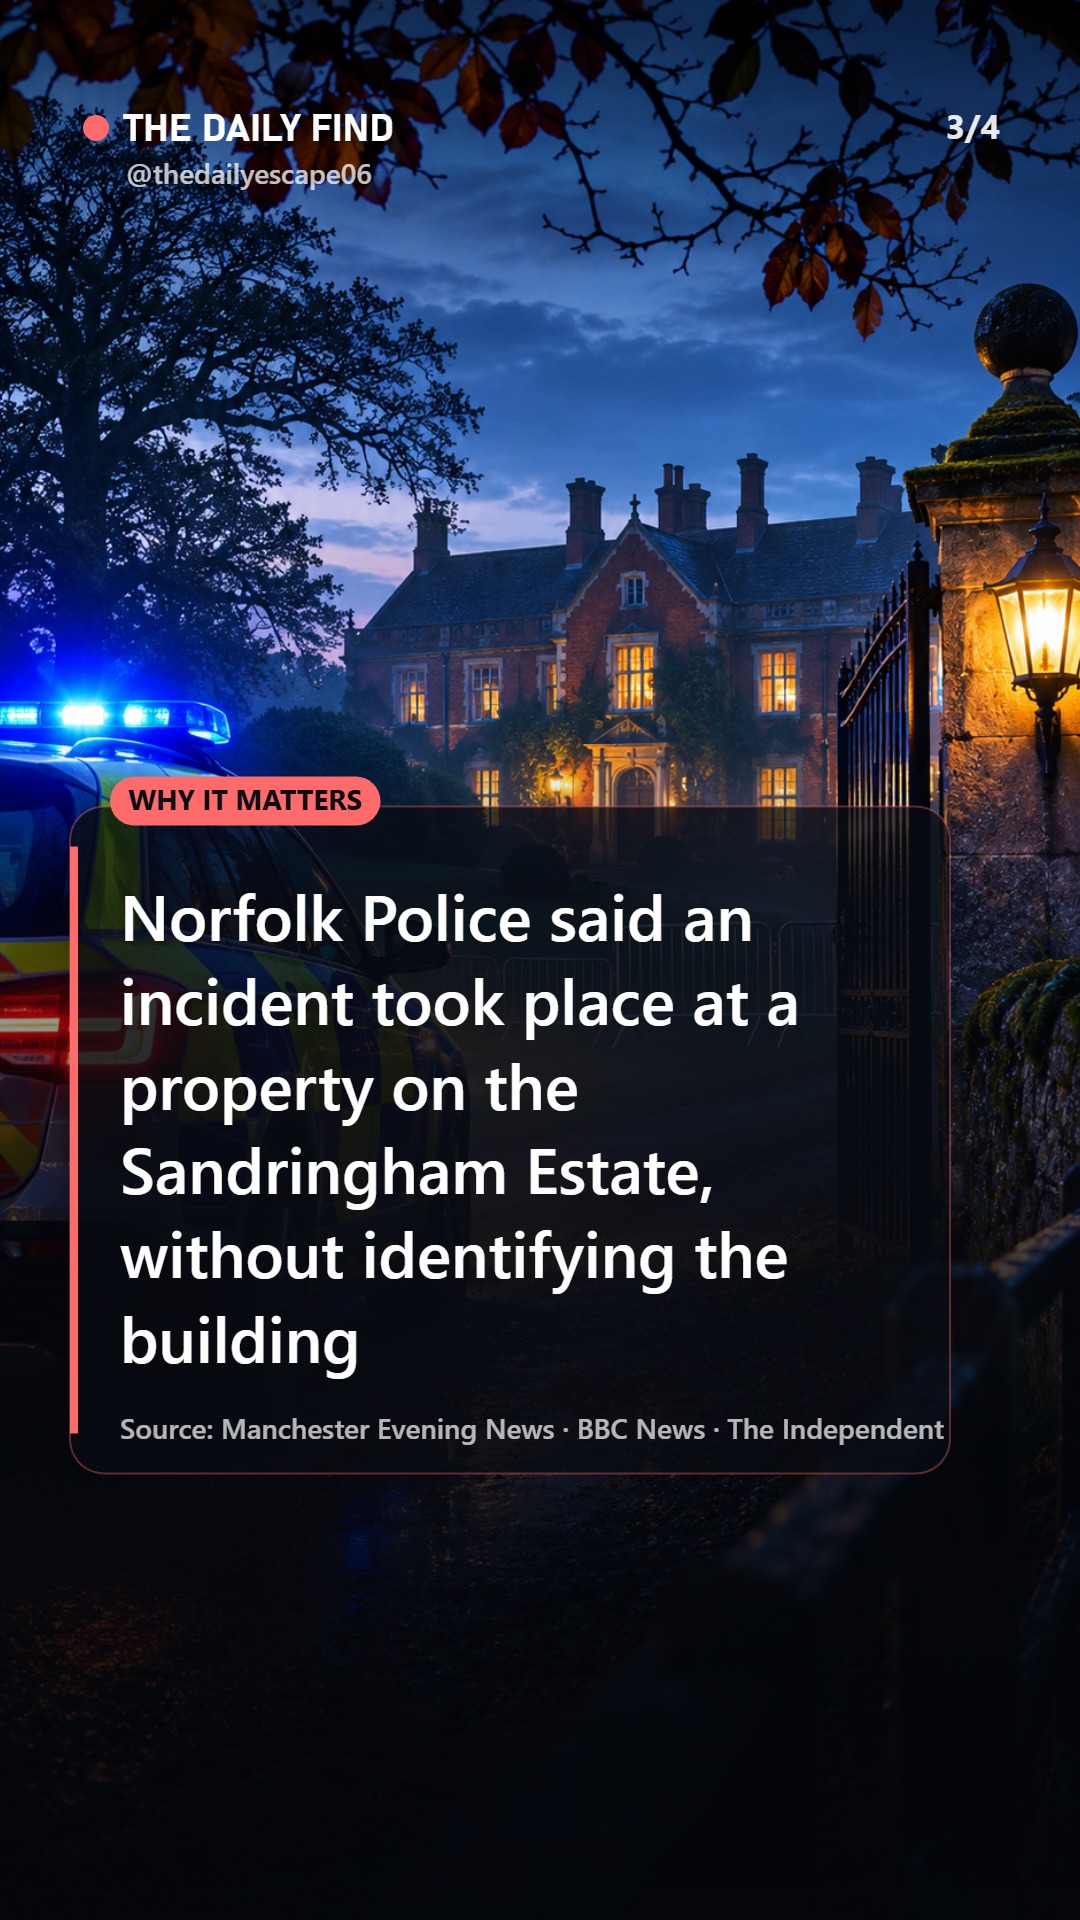 THE DAILY FIND
3/4
@thedailyescape06
WHY IT MATTERS
Norfolk Police said an
incident took place at a
property on the
Sandringham Estate,
without identifying the
building
Source: Manchester Evening News · BBC News · The Independent